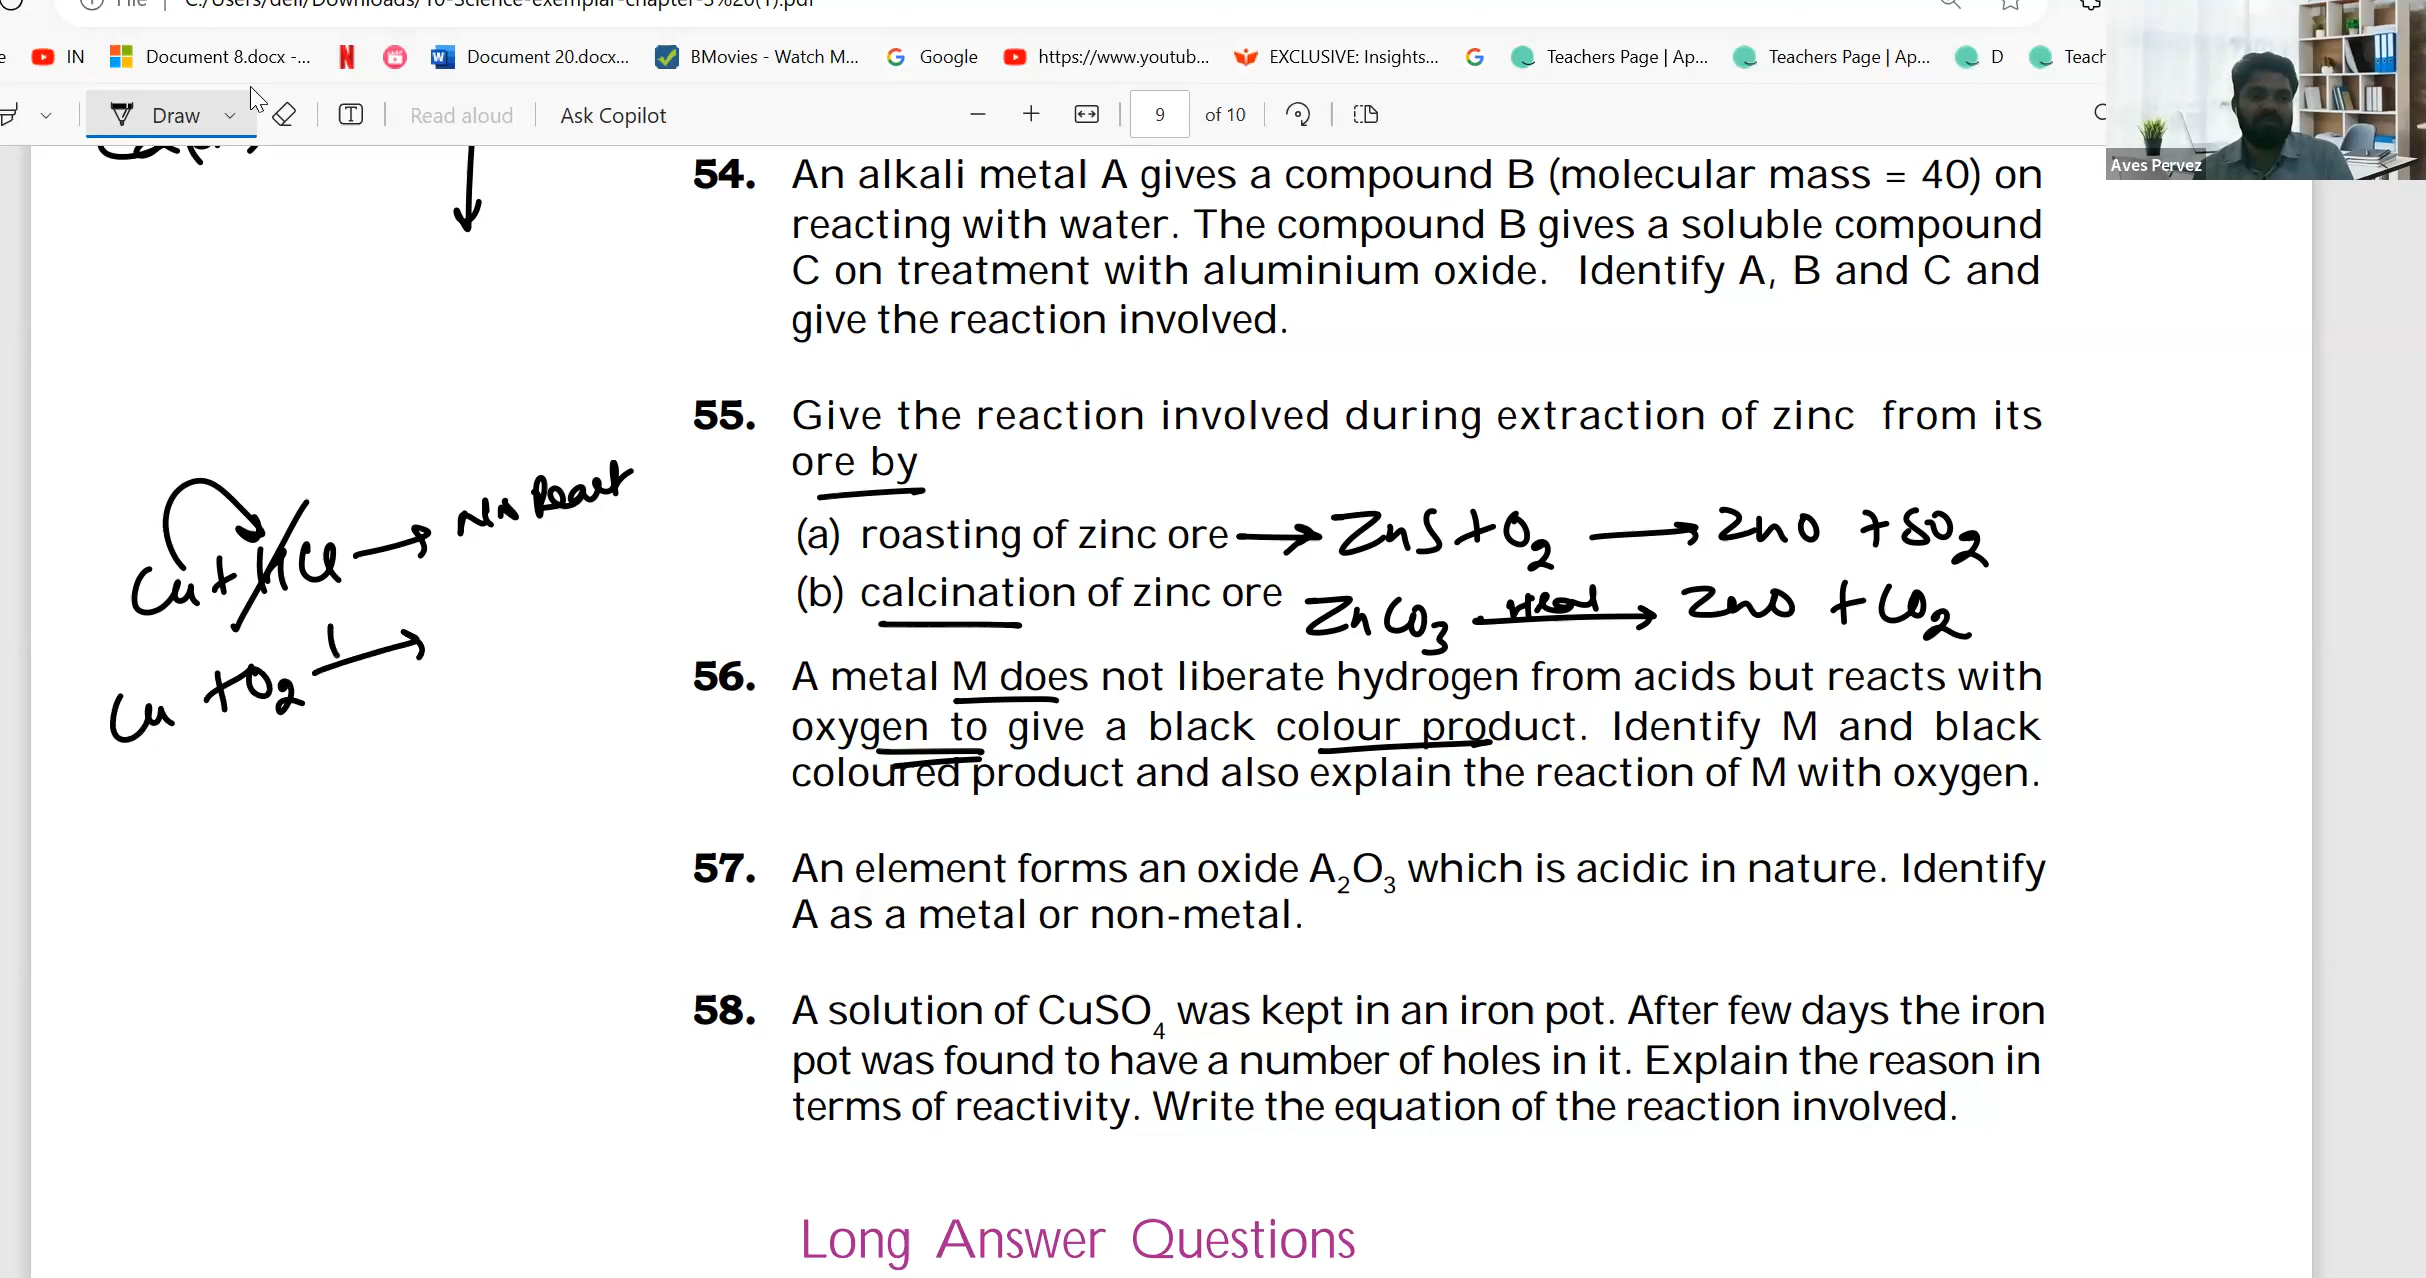 File C:/Users/dell/Downloads/10-Science-exemplar-chapter-3%20(1).pdf
IN Document 8.docx -... Document 20.docx... BMovies - Watch M... Google https://www.youtub... EXCLUSIVE: Insights... Teachers Page | Ap... Teachers Page | Ap... D Teach
Draw Read aloud Ask Copilot 9 of 10
Aves Pervez
54. An alkali metal A gives a compound B (molecular mass = 40) on
reacting with water. The compound B gives a soluble compound
C on treatment with aluminium oxide. Identify A, B and C and
give the reaction involved.
55. Give the reaction involved during extraction of zinc from its
ore by
(a) roasting of zinc ore → ZnS + O2 → ZnO + SO2
(b) calcination of zinc ore ZnCO3 Heat → ZnO + CO2
Cu + HCl → No React
Cu + O2 →
56. A metal M does not liberate hydrogen from acids but reacts with
oxygen to give a black colour product. Identify M and black
coloured product and also explain the reaction of M with oxygen.
57. An element forms an oxide A2O3 which is acidic in nature. Identify
A as a metal or non-metal.
58. A solution of CuSO4 was kept in an iron pot. After few days the iron
pot was found to have a number of holes in it. Explain the reason in
terms of reactivity. Write the equation of the reaction involved.
Long Answer Questions